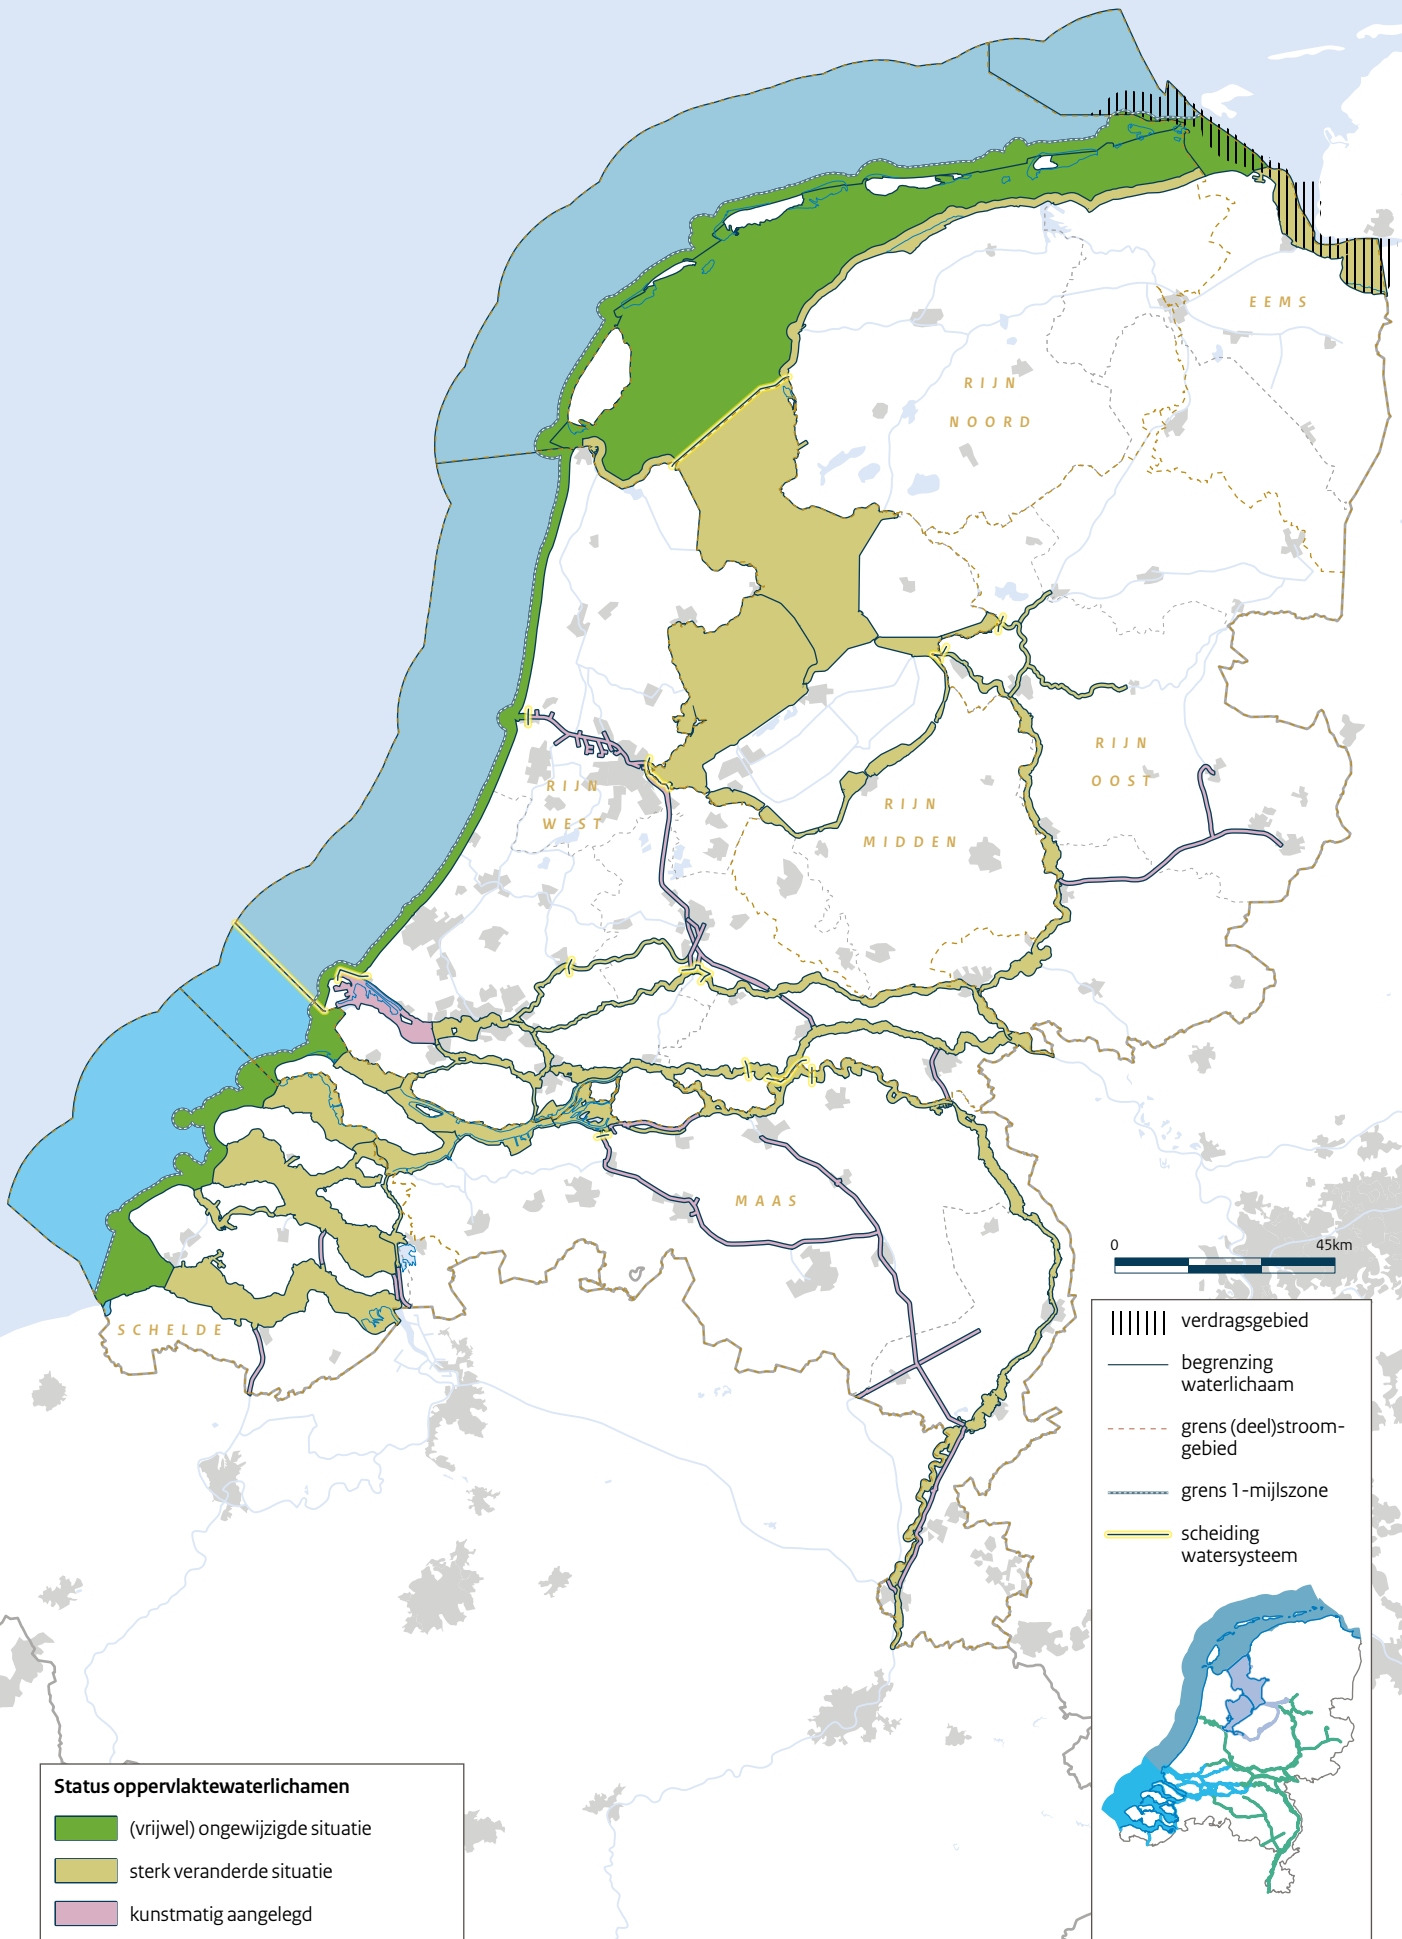 EEMS
RIJN
NOORD
RIJN
OOST
RIJN
WEST
RIJN
MIDDEN
MAAS
SCHELDE
0 45km
verdragsgebied
begrenzing
waterlichaam
grens (deel)stroom-
gebied
grens 1-mijlszone
scheiding
watersysteem
Status oppervlaktewaterlichamen
(vrijwel) ongewijzigde situatie
sterk veranderde situatie
kunstmatig aangelegd